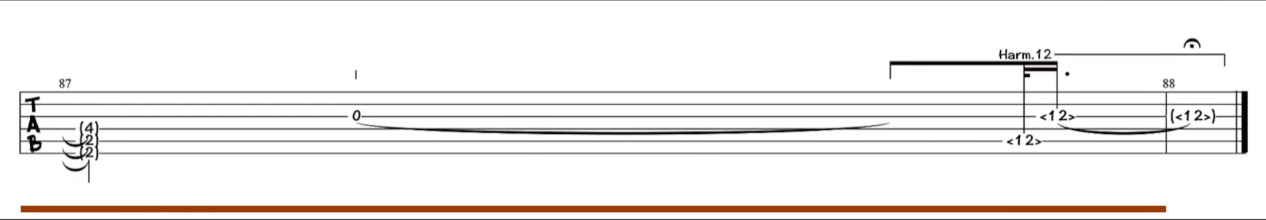 Harm.12
87
88
T
A
B
0
<12>
(<12>)
(4)
(2)
<12>
(2)